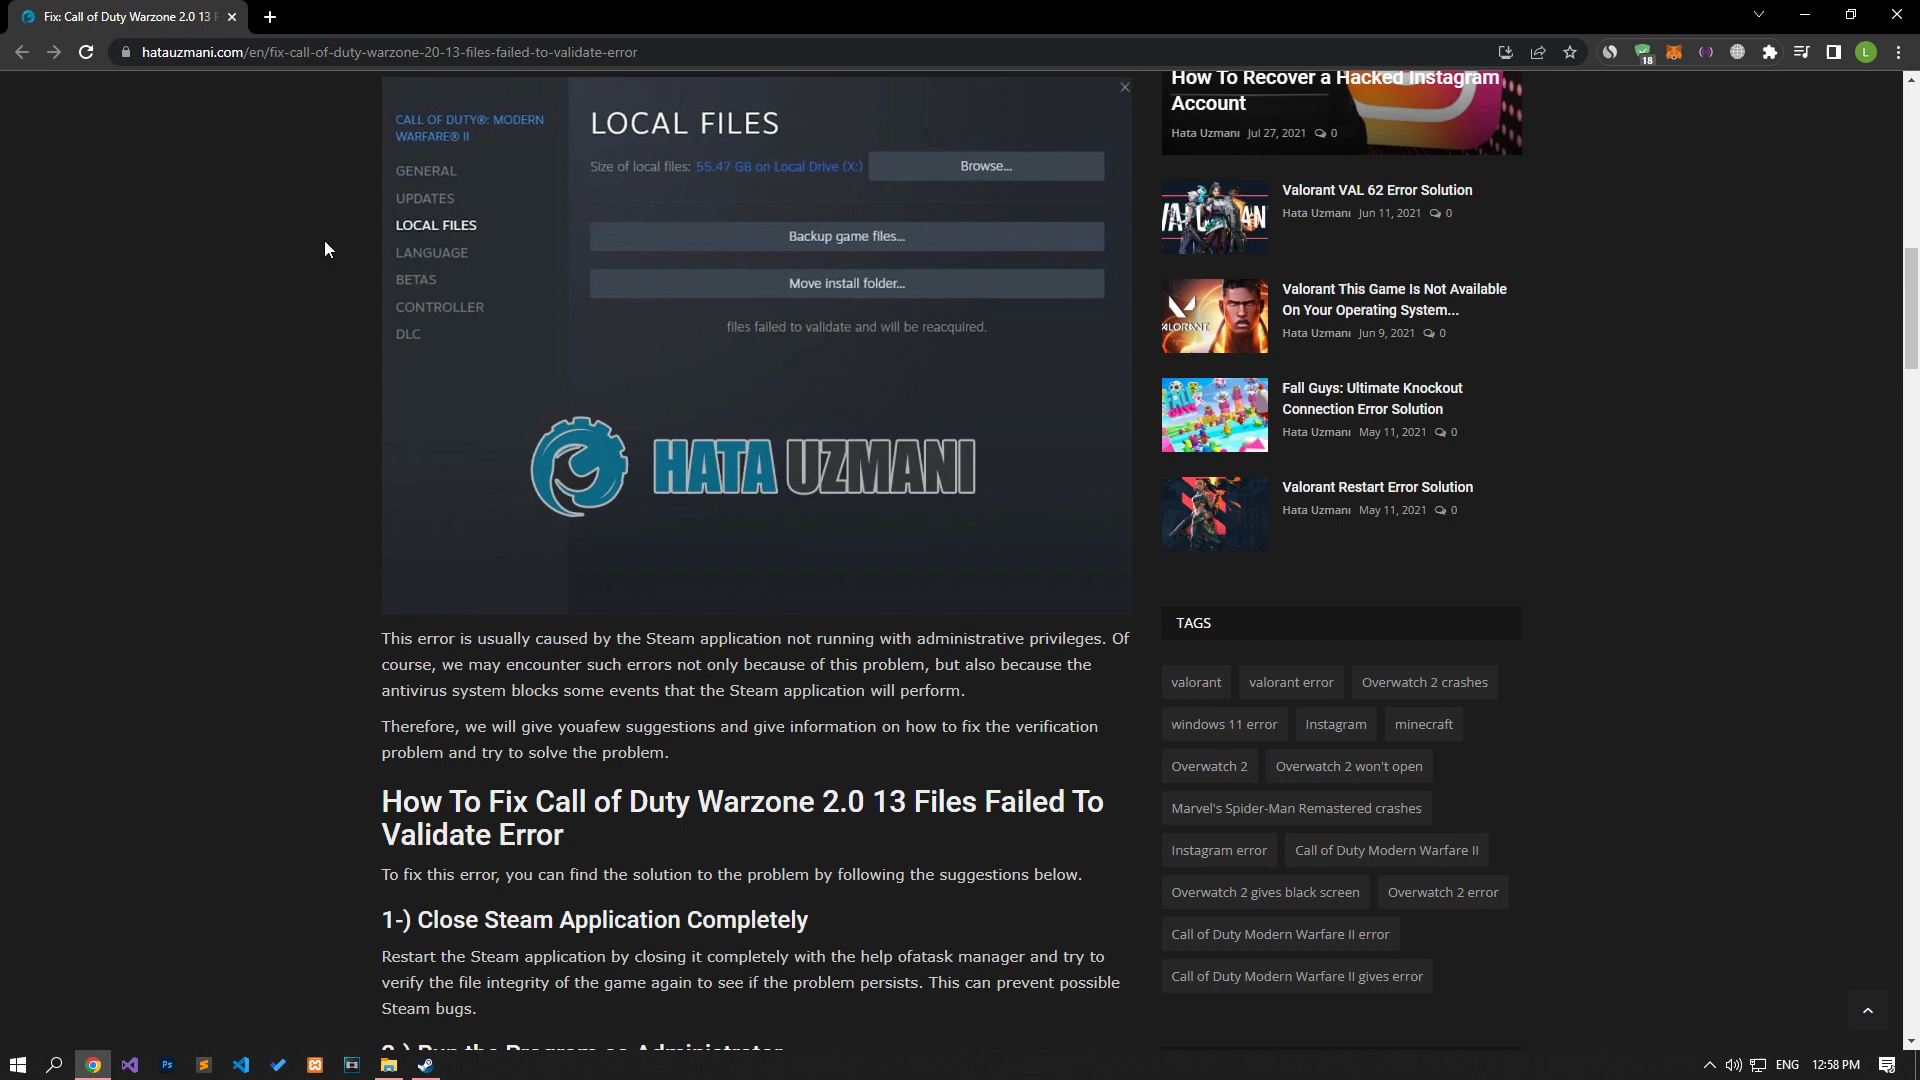 Fix: Call of Duty Warzone 2.0 13 F
hatauzmani.com/en/fix-call-of-duty-warzone-20-13-files-failed-to-validate-error
18
L
CALL OF DUTY®: MODERN
WARFARE® II
GENERAL
UPDATES
LOCAL FILES
LANGUAGE
BETAS
CONTROLLER
DLC
LOCAL FILES
Size of local files: 55.47 GB on Local Drive (X:)
Browse...
Backup game files...
Move install folder...
files failed to validate and will be reacquired.
HATA UZMANI
This error is usually caused by the Steam application not running with administrative privileges. Of
course, we may encounter such errors not only because of this problem, but also because the
antivirus system blocks some events that the Steam application will perform.
Therefore, we will give youafew suggestions and give information on how to fix the verification
problem and try to solve the problem.
How To Fix Call of Duty Warzone 2.0 13 Files Failed To
Validate Error
To fix this error, you can find the solution to the problem by following the suggestions below.
1-) Close Steam Application Completely
Restart the Steam application by closing it completely with the help ofatask manager and try to
verify the file integrity of the game again to see if the problem persists. This can prevent possible
Steam bugs.
2-) Run the Program as Administrator
How To Recover a Hacked Instagram
Account
Hata Uzmanı Jul 27, 2021 0
Valorant VAL 62 Error Solution
Hata Uzmanı Jun 11, 2021 0
Valorant This Game Is Not Available
On Your Operating System...
Hata Uzmanı Jun 9, 2021 0
VALORANT
Fall Guys: Ultimate Knockout
Connection Error Solution
Hata Uzmanı May 11, 2021 0
Valorant Restart Error Solution
Hata Uzmanı May 11, 2021 0
TAGS
valorant
valorant error
Overwatch 2 crashes
windows 11 error
Instagram
minecraft
Overwatch 2
Overwatch 2 won't open
Marvel's Spider-Man Remastered crashes
Instagram error
Call of Duty Modern Warfare II
Overwatch 2 gives black screen
Overwatch 2 error
Call of Duty Modern Warfare II error
Call of Duty Modern Warfare II gives error
Ps
ENG
12:58 PM